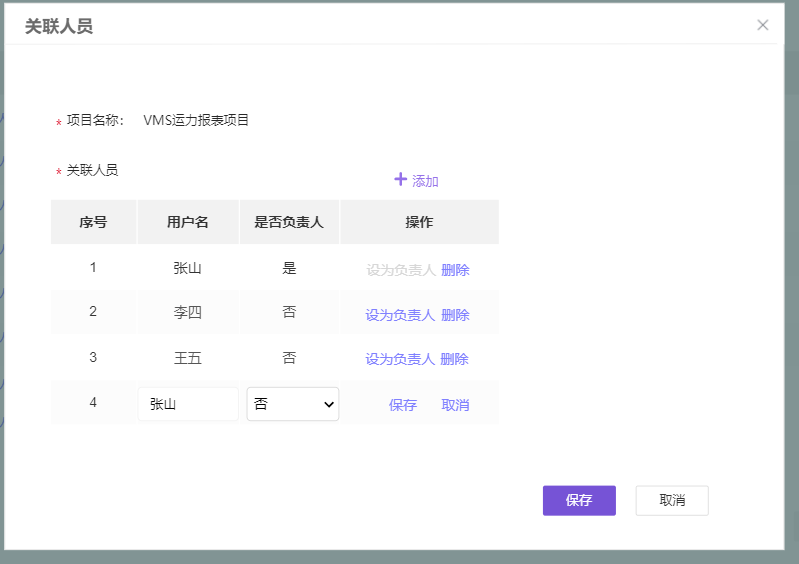 关联人员
* 项目名称： VMS运力报表项目
* 关联人员
+ 添加
序号 用户名 是否负责人 操作
1 张山 是 设为负责人 删除
2 李四 否 设为负责人 删除
3 王五 否 设为负责人 删除
4 张山 否 保存 取消
保存 取消